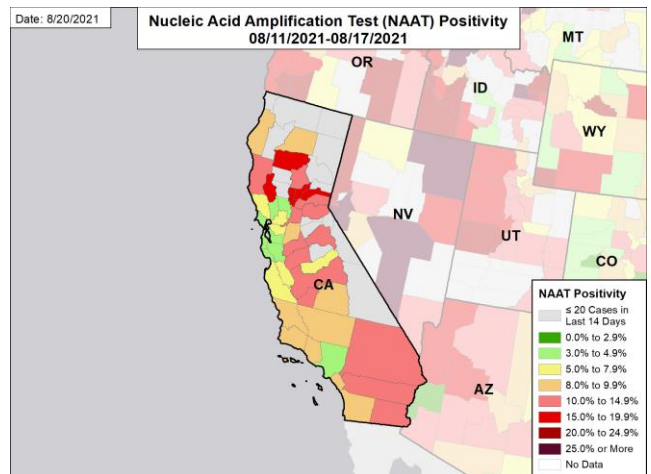 Date: 8/20/2021
Nucleic Acid Amplification Test (NAAT) Positivity
08/11/2021-08/17/2021
MT
OR
ID
WY
NV
UT
CO
CA
AZ
NAAT Positivity
≤ 20 Cases in
Last 14 Days
0.0% to 2.9%
3.0% to 4.9%
5.0% to 7.9%
8.0% to 9.9%
10.0% to 14.9%
15.0% to 19.9%
20.0% to 24.9%
25.0% or More
No Data